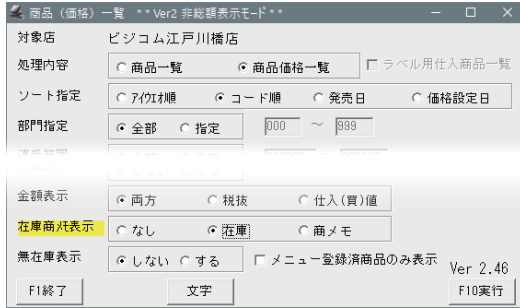 商品（価格）一覧 **Ver2 非総額表示モード**
対象店 ビジコム江戸川橋店
処理内容 商品一覧 商品価格一覧 ラベル用仕入商品一覧
ソート指定 アイウエオ順 コード順 発売日 価格設定日
部門指定 全部 指定 000 ～ 999
金額表示 両方 税抜 仕入(買)値
在庫商メモ表示 なし 在庫 商メモ
無在庫表示 しない する メニュー登録済商品のみ表示 Ver 2.46
F1終了 文字 F10実行